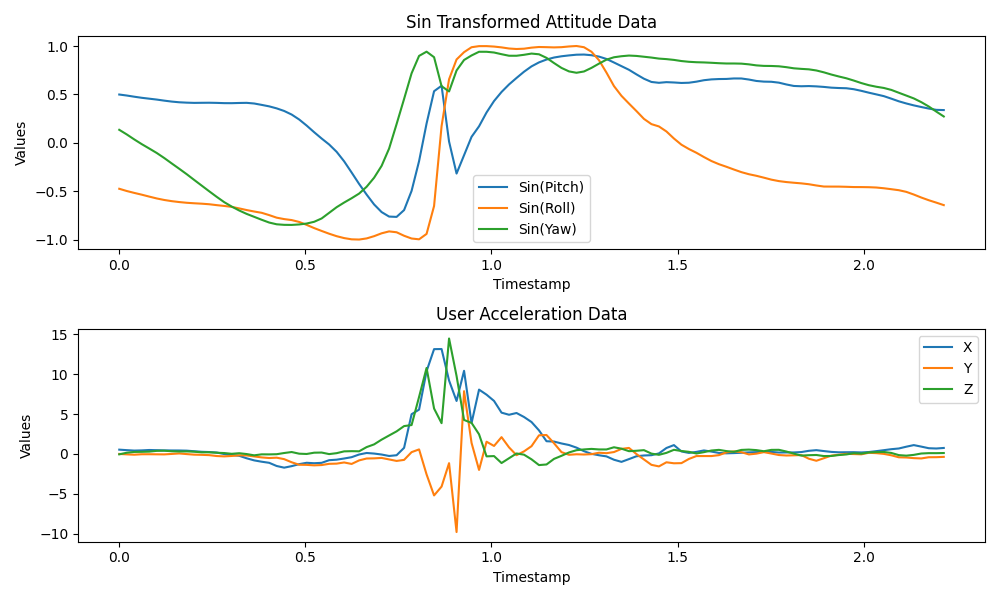 Sin Transformed Attitude Data
1.0
0.5
0.0
−0.5
−1.0
Values
Sin(Pitch)
Sin(Roll)
Sin(Yaw)
0.0 0.5 1.0 1.5 2.0
Timestamp
User Acceleration Data
15
10
5
0
−5
−10
Values
X
Y
Z
0.0 0.5 1.0 1.5 2.0
Timestamp